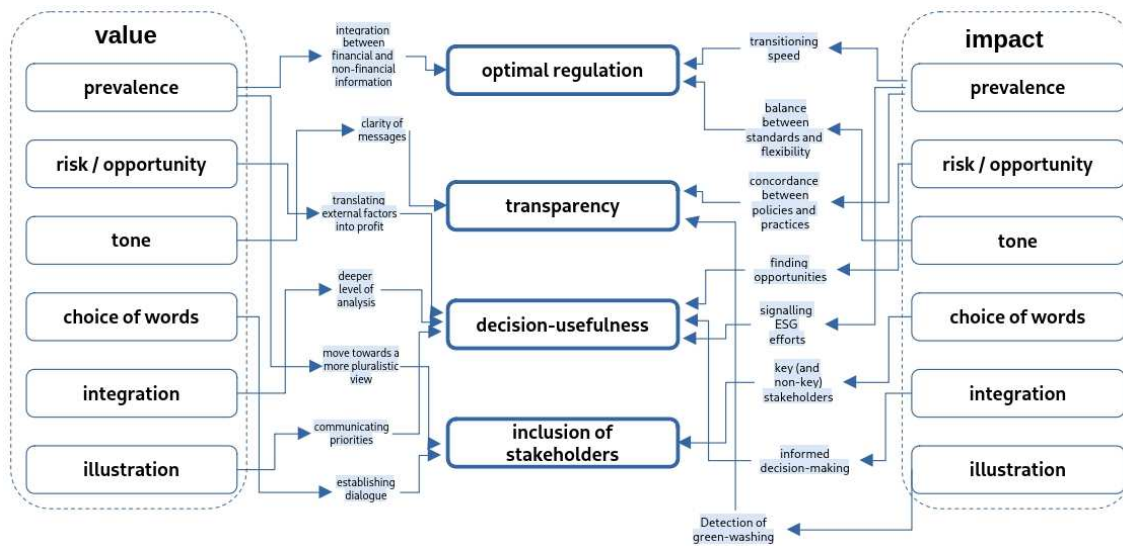 value
prevalence
risk / opportunity
tone
choice of words
integration
illustration
integration
between
financial and
non-financial
information
clarity of
messages
translating
external factors
into profit
deeper
level of
analysis
move towards a
more pluralistic
view
communicating
priorities
establishing
dialogue
optimal regulation
transparency
decision-usefulness
inclusion of
stakeholders
transitioning
speed
balance
between
standards and
flexibility
concordance
between
policies and
practices
finding
opportunities
signalling
ESG
efforts
key (and
non-key)
stakeholders
informed
decision-making
Detection of
green-washing
impact
prevalence
risk / opportunity
tone
choice of words
integration
illustration